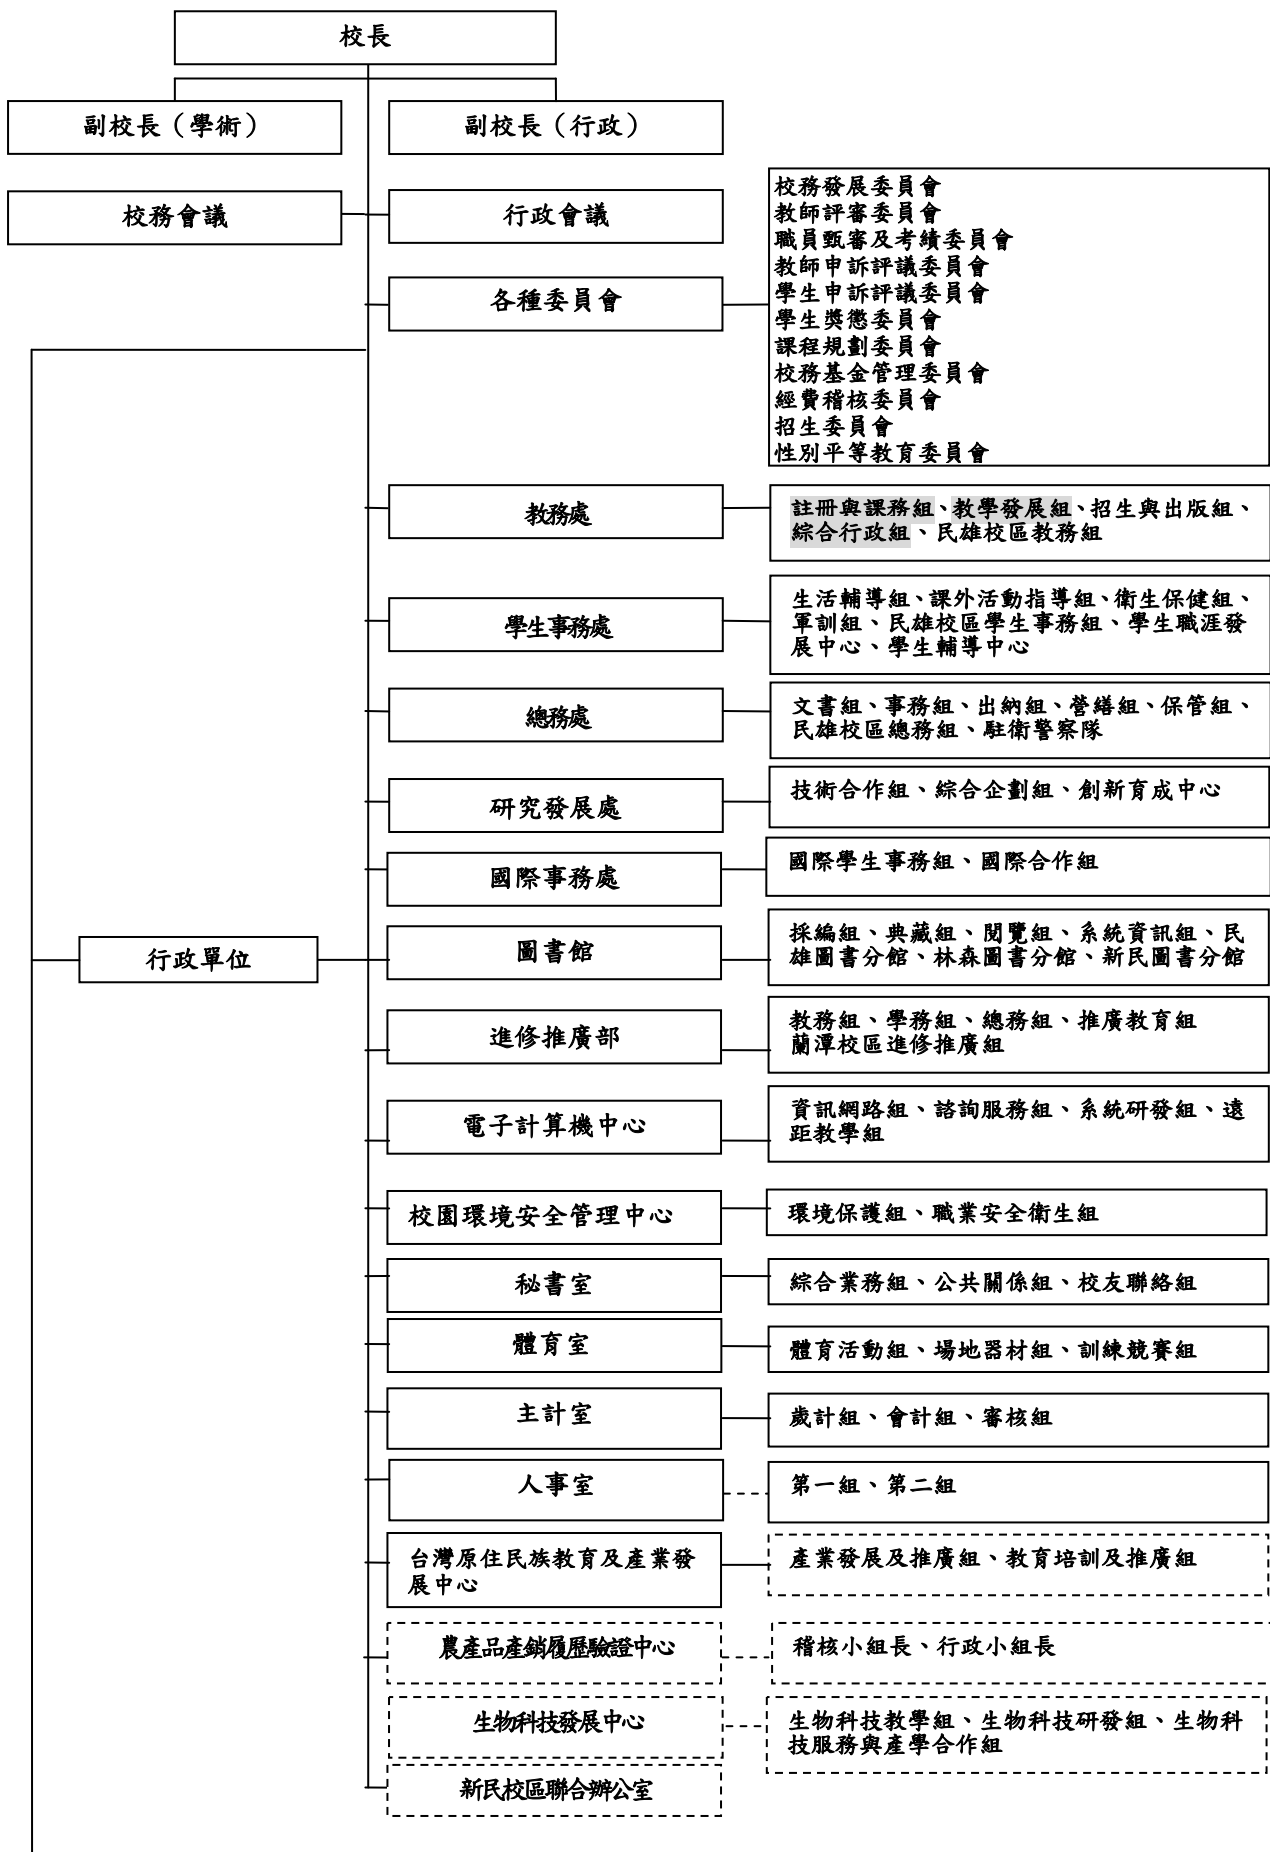 校長
副校長（學術）
副校長（行政）
校務會議
行政會議
各種委員會
校務發展委員會
教師評審委員會
職員甄審及考績委員會
教師申訴評議委員會
學生申訴評議委員會
學生獎懲委員會
課程規劃委員會
校務基金管理委員會
經費稽核委員會
招生委員會
性別平等教育委員會
教務處
註冊與課務組、教學發展組、招生與出版組、
綜合行政組、民雄校區教務組
學生事務處
生活輔導組、課外活動指導組、衛生保健組、
軍訓組、民雄校區學生事務組、學生職涯發
展中心、學生輔導中心
總務處
文書組、事務組、出納組、營繕組、保管組、
民雄校區總務組、駐衛警察隊
研究發展處
技術合作組、綜合企劃組、創新育成中心
國際事務處
國際學生事務組、國際合作組
行政單位
圖書館
採編組、典藏組、閱覽組、系統資訊組、民
雄圖書分館、林森圖書分館、新民圖書分館
進修推廣部
教務組、學務組、總務組、推廣教育組
蘭潭校區進修推廣組
電子計算機中心
資訊網路組、諮詢服務組、系統研發組、遠
距教學組
校園環境安全管理中心
環境保護組、職業安全衛生組
秘書室
綜合業務組、公共關係組、校友聯絡組
體育室
體育活動組、場地器材組、訓練競賽組
主計室
歲計組、會計組、審核組
人事室
第一組、第二組
台灣原住民族教育及產業發
展中心
產業發展及推廣組、教育培訓及推廣組
農產品產銷履歷驗證中心
稽核小組長、行政小組長
生物科技發展中心
生物科技教學組、生物科技研發組、生物科
技服務與產學合作組
新民校區聯合辦公室